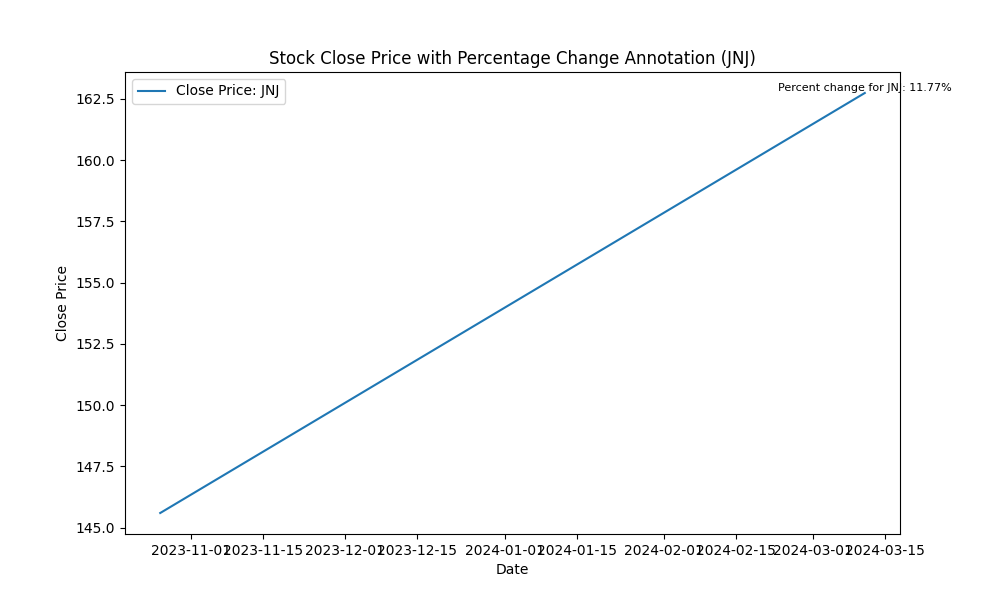 Stock Close Price with Percentage Change Annotation (JNJ)
Close Price: JNJ
Percent change for JNJ: 11.77%
162.5
160.0
157.5
155.0
152.5
150.0
147.5
145.0
Close Price
2023-11-01 2023-11-15 2023-12-01 2023-12-15 2024-01-01 2024-01-15 2024-02-01 2024-02-15 2024-03-01 2024-03-15
Date